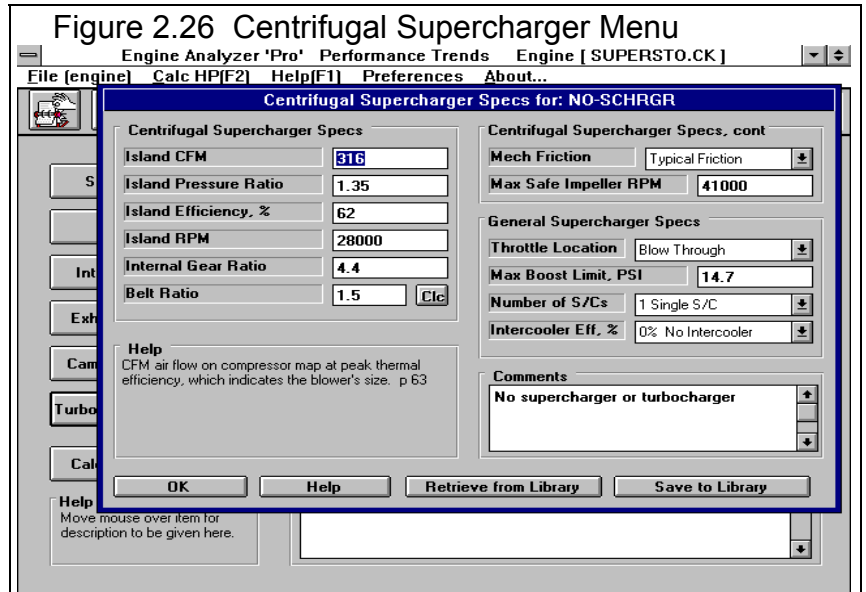 Figure 2.26 Centrifugal Supercharger Menu
Engine Analyzer 'Pro' Performance Trends Engine [ SUPERSTO.CK ]
File (engine) Calc HP(F2) Help(F1) Preferences About...
Centrifugal Supercharger Specs for: NO-SCHRGR
Centrifugal Supercharger Specs
Island CFM 316
Island Pressure Ratio 1.35
Island Efficiency, % 62
Island RPM 28000
Internal Gear Ratio 4.4
Belt Ratio 1.5 Clc
Help
CFM air flow on compressor map at peak thermal
efficiency, which indicates the blower's size. p 63
Centrifugal Supercharger Specs, cont
Mech Friction Typical Friction
Max Safe Impeller RPM 41000
General Supercharger Specs
Throttle Location Blow Through
Max Boost Limit, PSI 14.7
Number of S/Cs 1 Single S/C
Intercooler Eff, % 0% No Intercooler
Comments
No supercharger or turbocharger
OK Help Retrieve from Library Save to Library
S
Int
Exh
Cam
Turbo
Cal
Help
Move mouse over item for
description to be given here.